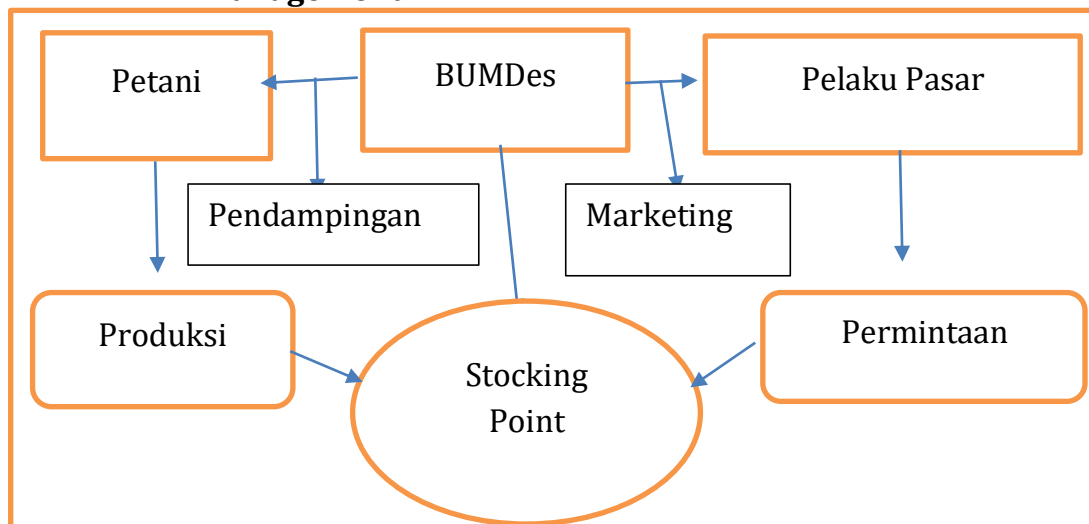 Petani
BUMDes
Pelaku Pasar
Pendampingan
Marketing
Produksi
Permintaan
Stocking
Point